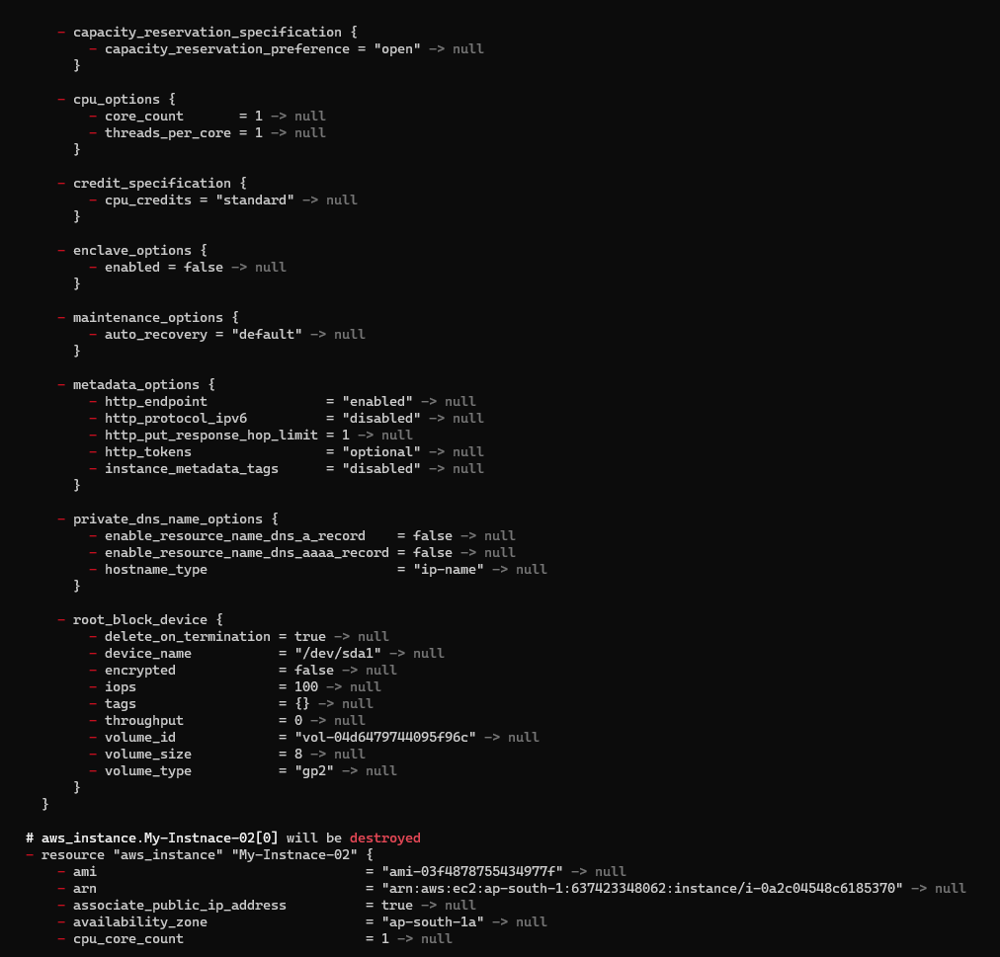 - capacity_reservation_specification {
- capacity_reservation_preference = "open" -> null
}
- cpu_options {
- core_count       = 1 -> null
- threads_per_core = 1 -> null
}
- credit_specification {
- cpu_credits = "standard" -> null
}
- enclave_options {
- enabled = false -> null
}
- maintenance_options {
- auto_recovery = "default" -> null
}
- metadata_options {
- http_endpoint               = "enabled" -> null
- http_protocol_ipv6          = "disabled" -> null
- http_put_response_hop_limit = 1 -> null
- http_tokens                 = "optional" -> null
- instance_metadata_tags      = "disabled" -> null
}
- private_dns_name_options {
- enable_resource_name_dns_a_record    = false -> null
- enable_resource_name_dns_aaaa_record = false -> null
- hostname_type                        = "ip-name" -> null
}
- root_block_device {
- delete_on_termination = true -> null
- device_name           = "/dev/sda1" -> null
- encrypted             = false -> null
- iops                  = 100 -> null
- tags                  = {} -> null
- throughput            = 0 -> null
- volume_id             = "vol-04d6479744095f96c" -> null
- volume_size           = 8 -> null
- volume_type           = "gp2" -> null
}
}
# aws_instance.My-Instnace-02[0] will be destroyed
- resource "aws_instance" "My-Instnace-02" {
- ami                                  = "ami-03f4878755434977f" -> null
- arn                                  = "arn:aws:ec2:ap-south-1:637423348062:instance/i-0a2c04548c6185370" -> null
- associate_public_ip_address          = true -> null
- availability_zone                    = "ap-south-1a" -> null
- cpu_core_count                       = 1 -> null